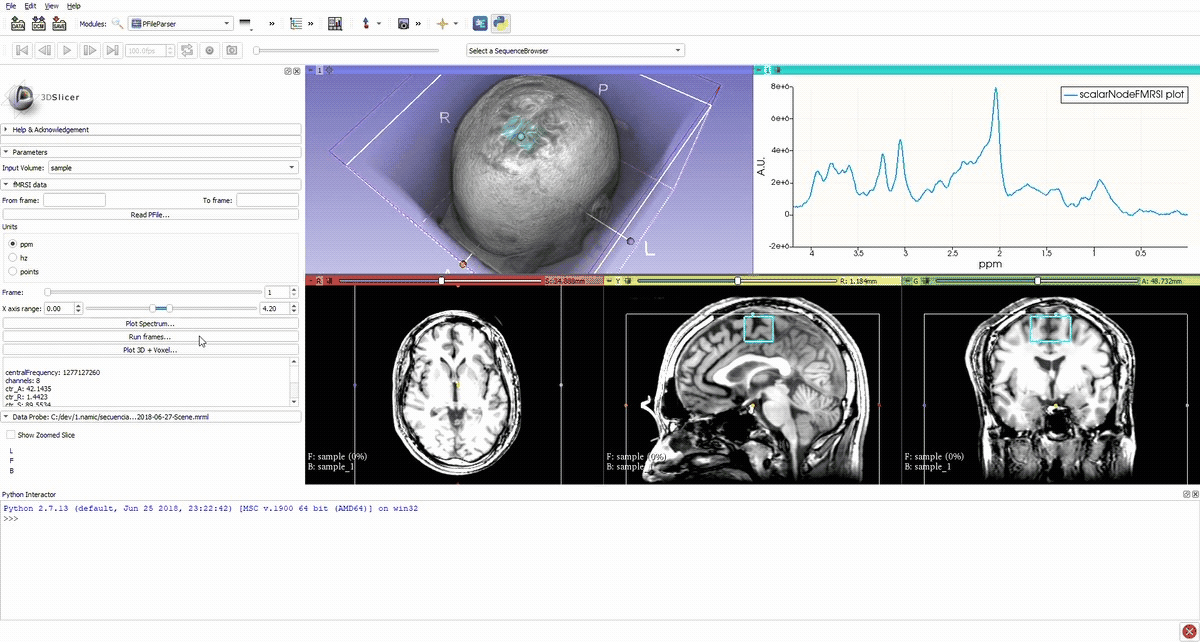 File Edit View Help
DATA DCM SAVE Modules: PFileParser
100.0fps Select a SequenceBrowser
3DSlicer
Help & Acknowledgement
Parameters
Input Volume: sample
fMRSI data
From frame: To frame:
Read PFile...
Units
ppm
hz
points
Frame: 1
X axis range: 0.00 4.20
Plot Spectrum...
Run frames...
Plot 3D + Voxel...
centralFrequency: 1277127260
channels: 8
ctr_A: 42.1435
ctr_R: 1.4423
ctr_S: 89.5534
Data Probe: C:/dev/1.namic/secuencia...2018-06-27-Scene.mrml
Show Zoomed Slice
L
F
B
1
R
P
L
A
1
scalarNodeFMRSI plot
8e+6
6e+6
4e+6
2e+6
0
-2e+6
A.U.
4 3.5 3 2.5 2 1.5 1 0.5
ppm
R S: 34.888mm
F: sample (0%)
B: sample_1
Y R: 1.184mm
F: sample (0%)
B: sample_1
G A: 48.732mm
F: sample (0%)
B: sample_1
Python Interactor
Python 2.7.13 (default, Jun 25 2018, 23:22:42) [MSC v.1900 64 bit (AMD64)] on win32
>>>